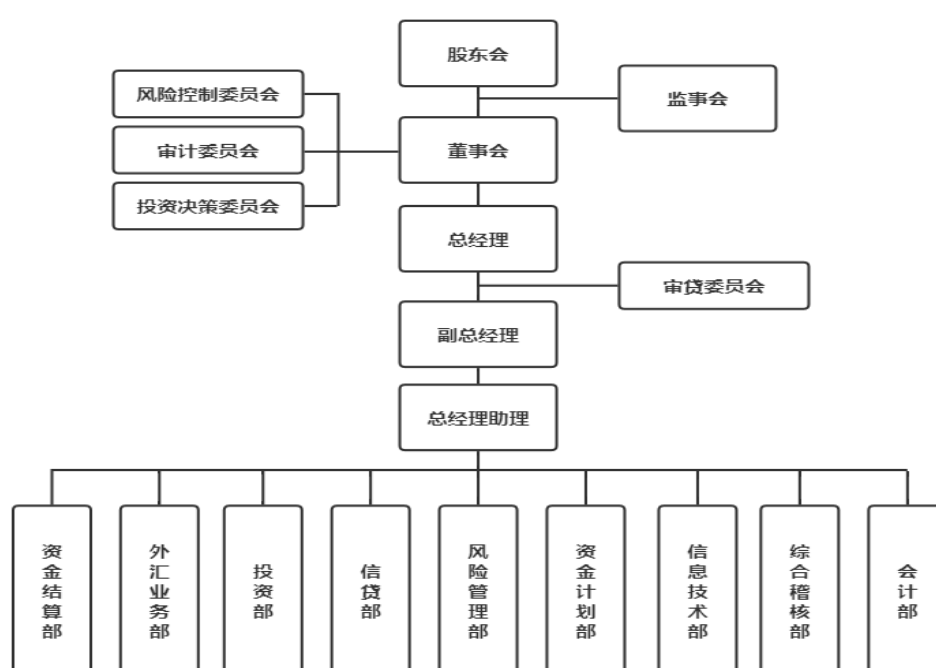 股东会
监事会
风险控制委员会
审计委员会
董事会
投资决策委员会
总经理
审贷委员会
副总经理
总经理助理
资金结算部
外汇业务部
投资部
信贷部
风险管理部
资金计划部
信息技术部
综合稽核部
会计部